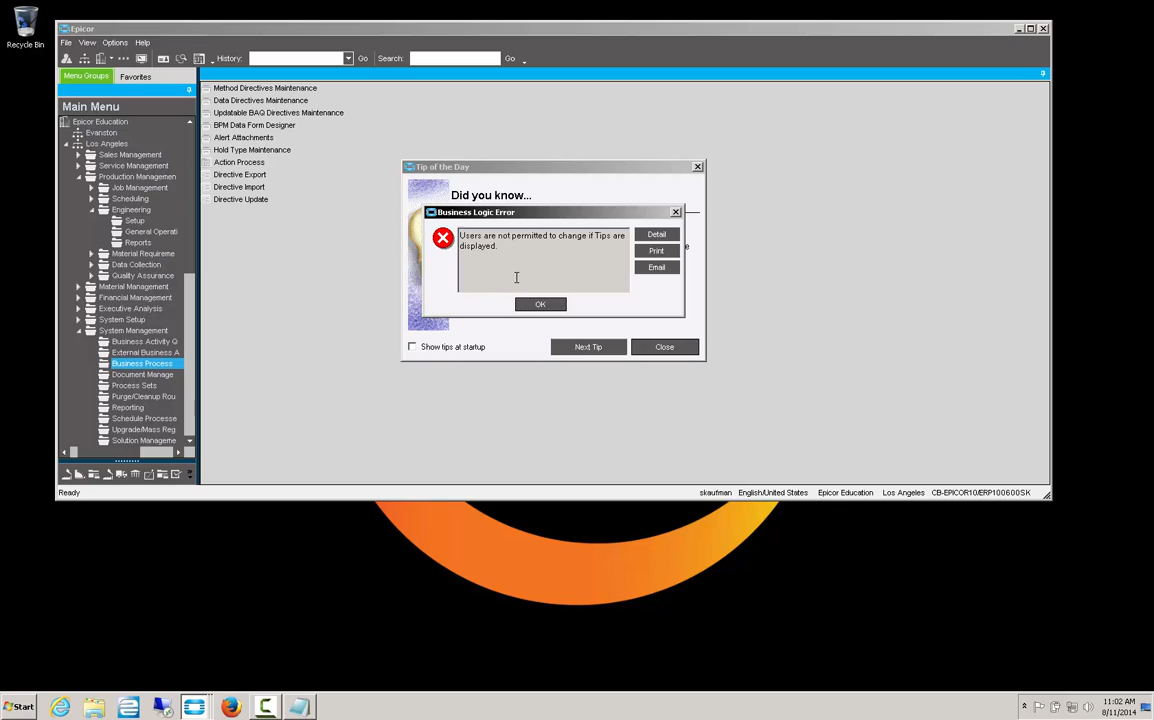 Recycle Bin
Epicor
File View Options Help
History: Go Search: Go
Menu Groups Favorites
Main Menu
Epicor Education
Evanston
Los Angeles
Sales Management
Service Management
Production Managemen
Job Management
Scheduling
Engineering
Setup
General Operati
Reports
Material Requireme
Data Collection
Quality Assurance
Material Management
Financial Management
Executive Analysis
System Setup
System Management
Business Activity Q
External Business A
Business Process
Document Manage
Process Sets
Purge/Cleanup Rou
Reporting
Schedule Processe
Upgrade/Mass Reg
Solution Manageme
Method Directives Maintenance
Data Directives Maintenance
Updatable BAQ Directives Maintenance
BPM Data Form Designer
Alert Attachments
Hold Type Maintenance
Action Process
Directive Export
Directive Import
Directive Update
Tip of the Day
Did you know...
Business Logic Error
Users are not permitted to change if Tips are
displayed.
Detail
Print
Email
OK
e
Show tips at startup Next Tip Close
Ready skaufman English/United States Epicor Education Los Angeles CB-EPICOR10/ERP100600SK
Start
11:02 AM
8/11/2014